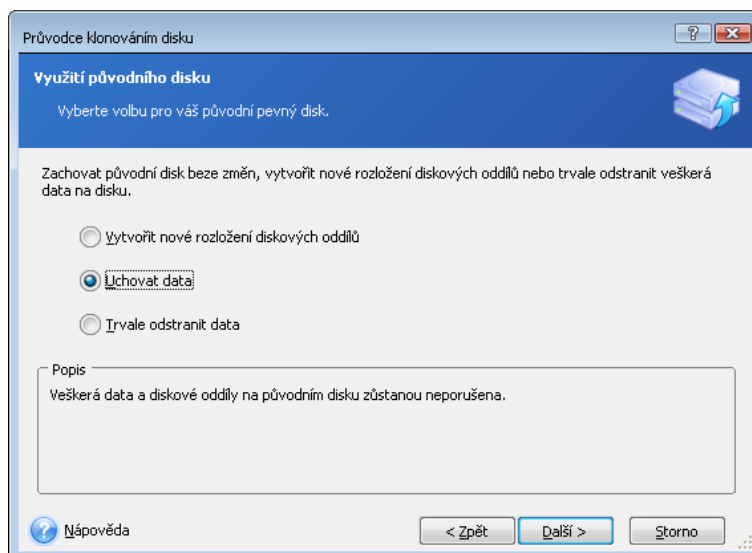 Průvodce klonováním disku
Využití původního disku
Vyberte volbu pro váš původní pevný disk.
Zachovat původní disk beze změn, vytvořit nové rozložení diskových oddílů nebo trvale odstranit veškerá
data na disku.
Vytvořit nové rozložení diskových oddílů
Uchovat data
Trvale odstranit data
Popis
Veškerá data a diskové oddíly na původním disku zůstanou neporušena.
Nápověda
< Zpět
Další >
Storno